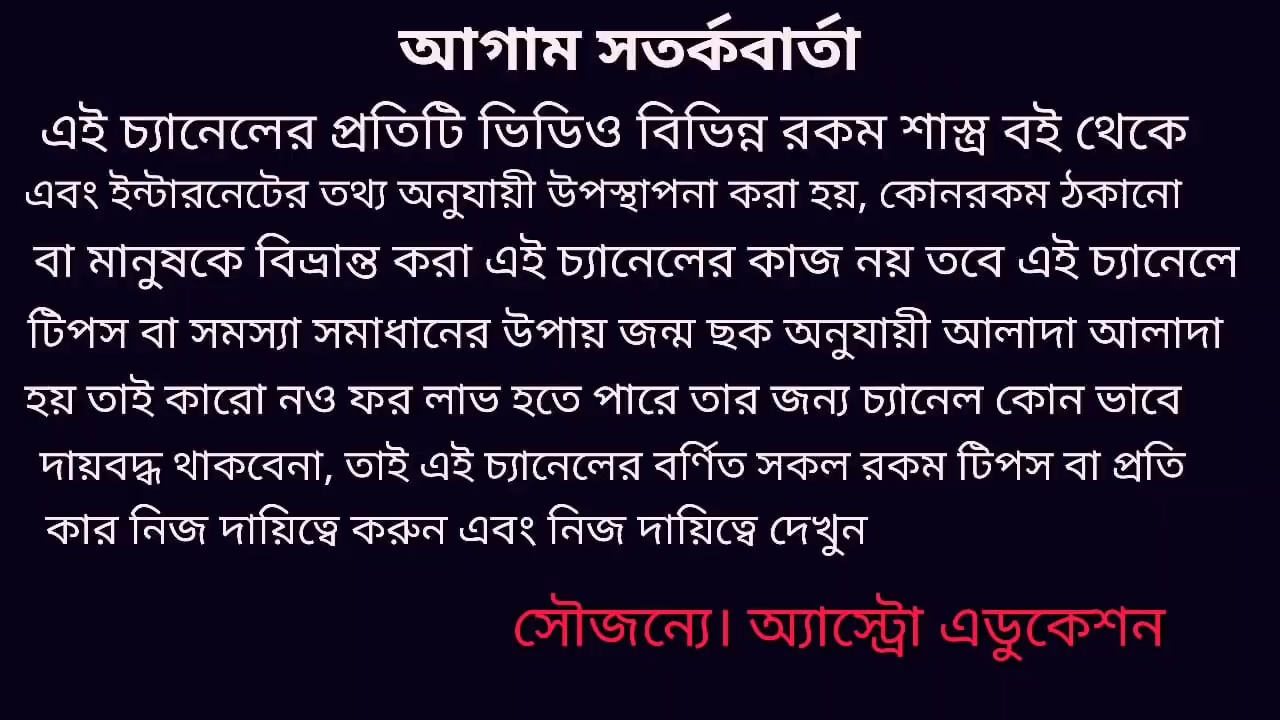 আগাম সতর্কবার্তা
এই চ্যানেলের প্রতিটি ভিডিও বিভিন্ন রকম শাস্ত্র বই থেকে
এবং ইন্টারনেটের তথ্য অনুযায়ী উপস্থাপনা করা হয়, কোনরকম ঠকানো
বা মানুষকে বিভ্রান্ত করা এই চ্যানেলের কাজ নয় তবে এই চ্যানেলে
টিপস বা সমস্যা সমাধানের উপায় জন্ম ছক অনুযায়ী আলাদা আলাদা
হয় তাই কারো নও ফর লাভ হতে পারে তার জন্য চ্যানেল কোন ভাবে
দায়বদ্ধ থাকবেনা, তাই এই চ্যানেলের বর্ণিত সকল রকম টিপস বা প্রতি
কার নিজ দায়িত্বে করুন এবং নিজ দায়িত্বে দেখুন
সৌজন্যে। অ্যাস্ট্রো এডুকেশন